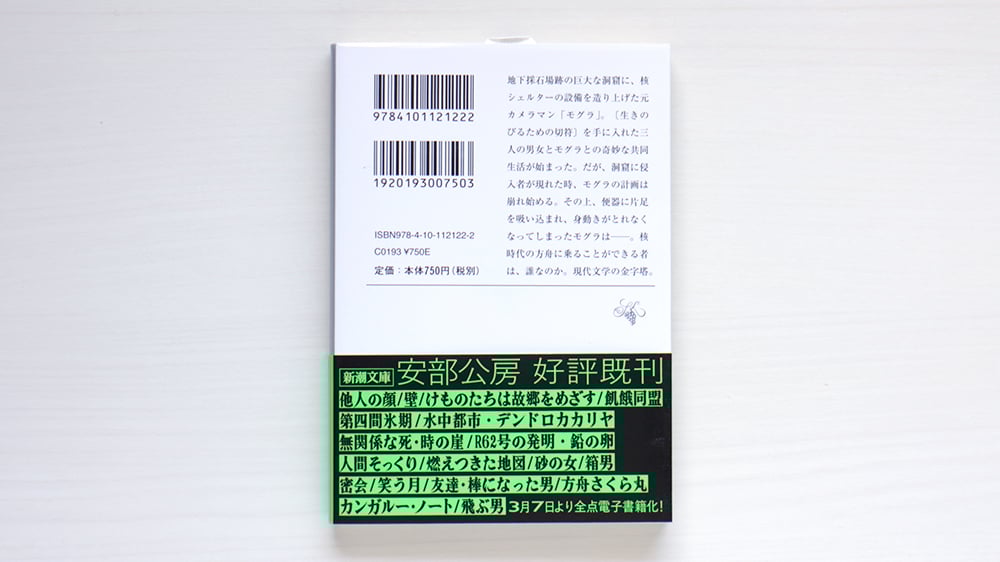 9784101121222
1920193007503
ISBN978-4-10-112122-2
C0193 ¥750E
定価:本体750円(税別)
地下採石場跡の巨大な洞窟に、核
シェルターの設備を造り上げた元
カメラマン「モグラ」。〔生きの
びるための切符〕を手に入れた三
人の男女とモグラとの奇妙な共同
生活が始まった。だが、洞窟に侵
入者が現れた時、モグラの計画は
崩れ始める。その上、便器に片足
を吸い込まれ、身動きがとれなく
なってしまったモグラは――。核
時代の方舟に乗ることができる者
は、誰なのか。現代文学の金字塔。
新潮文庫 安部公房 好評既刊
他人の顔/壁/けものたちは故郷をめざす/飢餓同盟
第四間氷期/水中都市・デンドロカカリヤ
無関係な死・時の崖/R62号の発明・鉛の卵
人間そっくり/燃えつきた地図/砂の女/箱男
密会/笑う月/友達・棒になった男/方舟さくら丸
カンガルー・ノート/飛ぶ男 3月7日より全点電子書籍化!